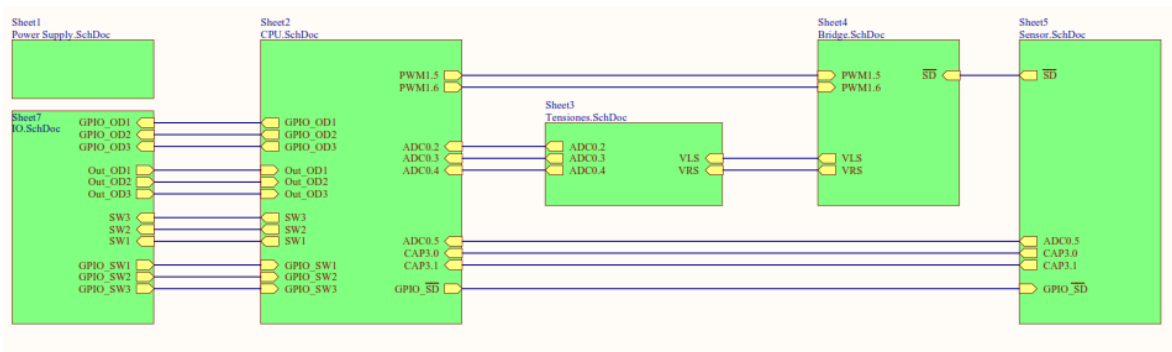 Sheet1
Power Supply.SchDoc
Sheet7
IO.SchDoc
GPIO_OD1
GPIO_OD2
GPIO_OD3
Out_OD1
Out_OD2
Out_OD3
SW3
SW2
SW1
GPIO_SW1
GPIO_SW2
GPIO_SW3
Sheet2
CPU.SchDoc
GPIO_OD1
GPIO_OD2
GPIO_OD3
Out_OD1
Out_OD2
Out_OD3
SW3
SW2
SW1
GPIO_SW1
GPIO_SW2
GPIO_SW3
PWM1.5
PWM1.6
ADC0.2
ADC0.3
ADC0.4
ADC0.5
CAP3.0
CAP3.1
GPIO_SD
Sheet3
Tensiones.SchDoc
ADC0.2
ADC0.3
ADC0.4
VLS
VRS
Sheet4
Bridge.SchDoc
PWM1.5
PWM1.6
VLS
VRS
SD
Sheet5
Sensor.SchDoc
SD
ADC0.5
CAP3.0
CAP3.1
GPIO_SD